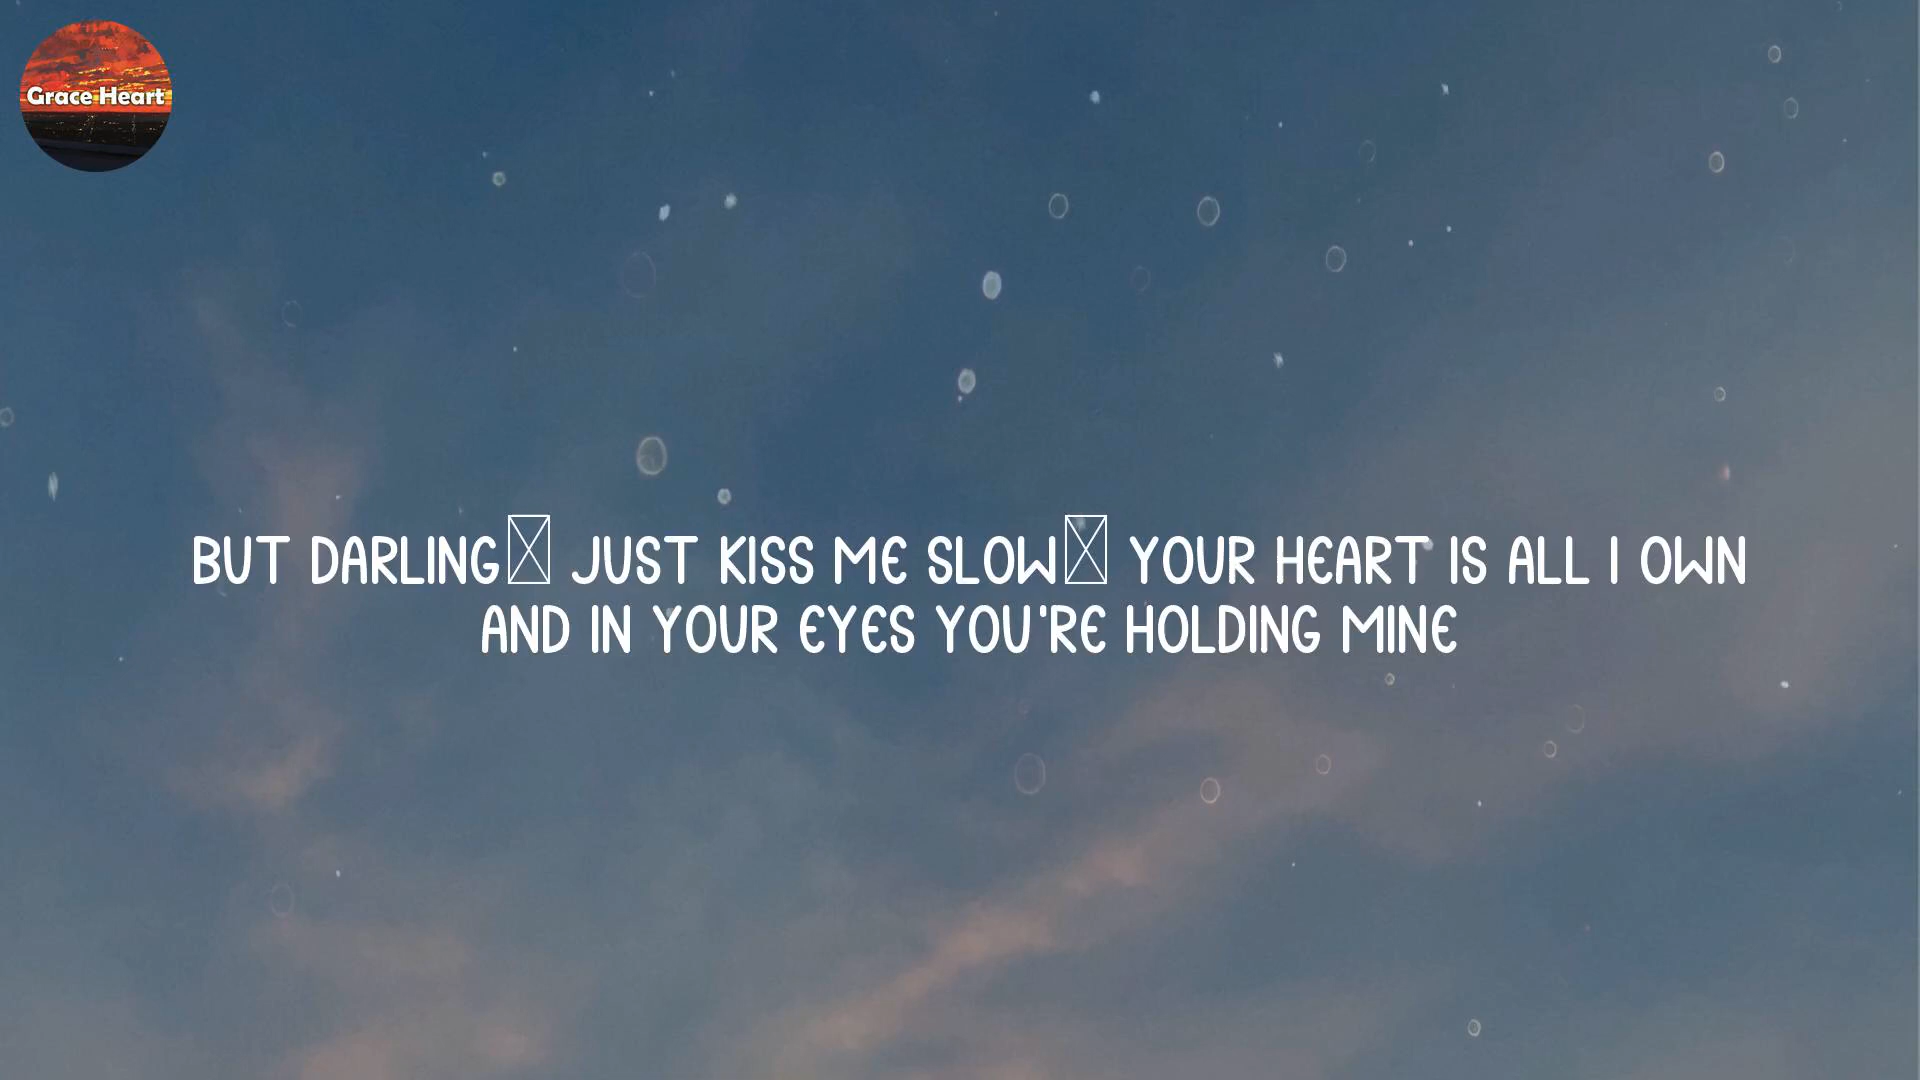 Grace Heart
BUT DARLING, JUST KISS ME SLOW, YOUR HEART IS ALL I OWN
AND IN YOUR EYES YOU'RE HOLDING MINE